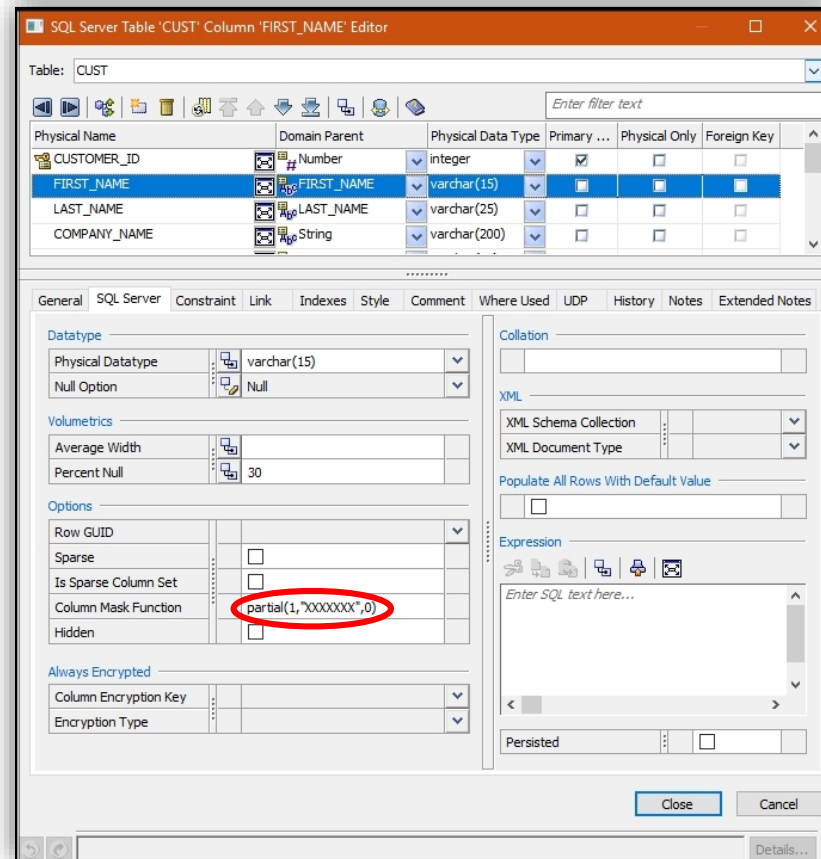 SQL Server Table 'CUST' Column 'FIRST_NAME' Editor
Table: CUST
Enter filter text
Physical Name Domain Parent Physical Data Type Primary ... Physical Only Foreign Key
CUSTOMER_ID Number integer
FIRST_NAME FIRST_NAME varchar(15)
LAST_NAME LAST_NAME varchar(25)
COMPANY_NAME String varchar(200)
General SQL Server Constraint Link Indexes Style Comment Where Used UDP History Notes Extended Notes
Datatype
Physical Datatype varchar(15)
Null Option Null
Volumetrics
Average Width
Percent Null 30
Options
Row GUID
Sparse
Is Sparse Column Set
Column Mask Function partial(1,"XXXXXXX",0)
Hidden
Always Encrypted
Column Encryption Key
Encryption Type
Collation
XML
XML Schema Collection
XML Document Type
Populate All Rows With Default Value
Expression
Enter SQL text here...
Persisted
Close Cancel
Details...